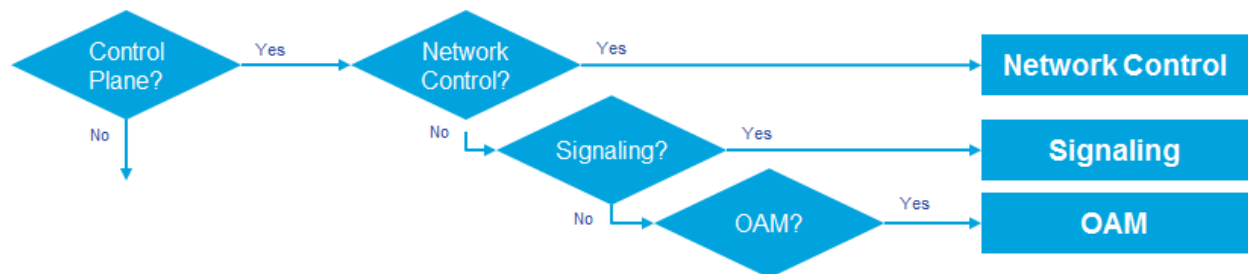 Control
Plane?
Yes
Network
Control?
Yes
Network Control
No
No
Signaling?
Yes
Signaling
No
OAM?
Yes
OAM